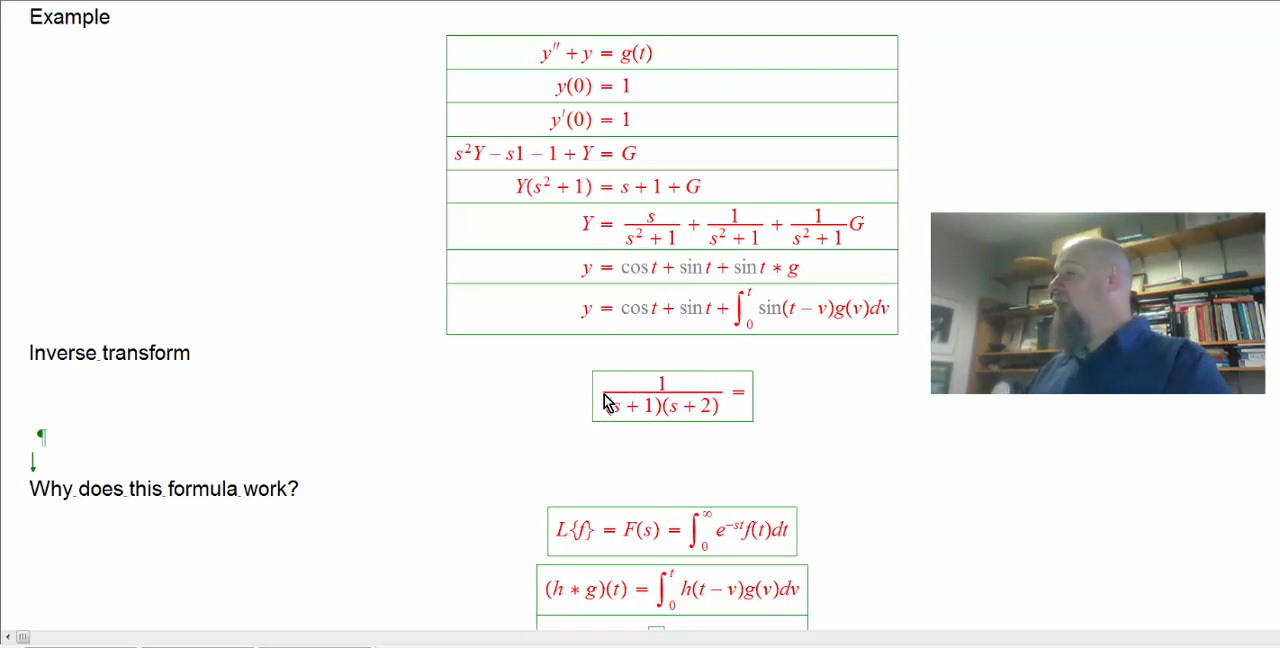 Example
y″ + y = g(t)
y(0) = 1
y′(0) = 1
s²Y − s1 − 1 + Y = G
Y(s² + 1) = s + 1 + G
Y = s/(s² + 1) + 1/(s² + 1) + 1/(s² + 1) G
y = cos t + sin t + sin t * g
y = cos t + sin t + ∫₀ᵗ sin(t − v)g(v)dv
Inverse transform
1/((s + 1)(s + 2)) =
¶
Why does this formula work?
L{f} = F(s) = ∫₀^∞ e^(−st) f(t)dt
(h * g)(t) = ∫₀ᵗ h(t − v)g(v)dv